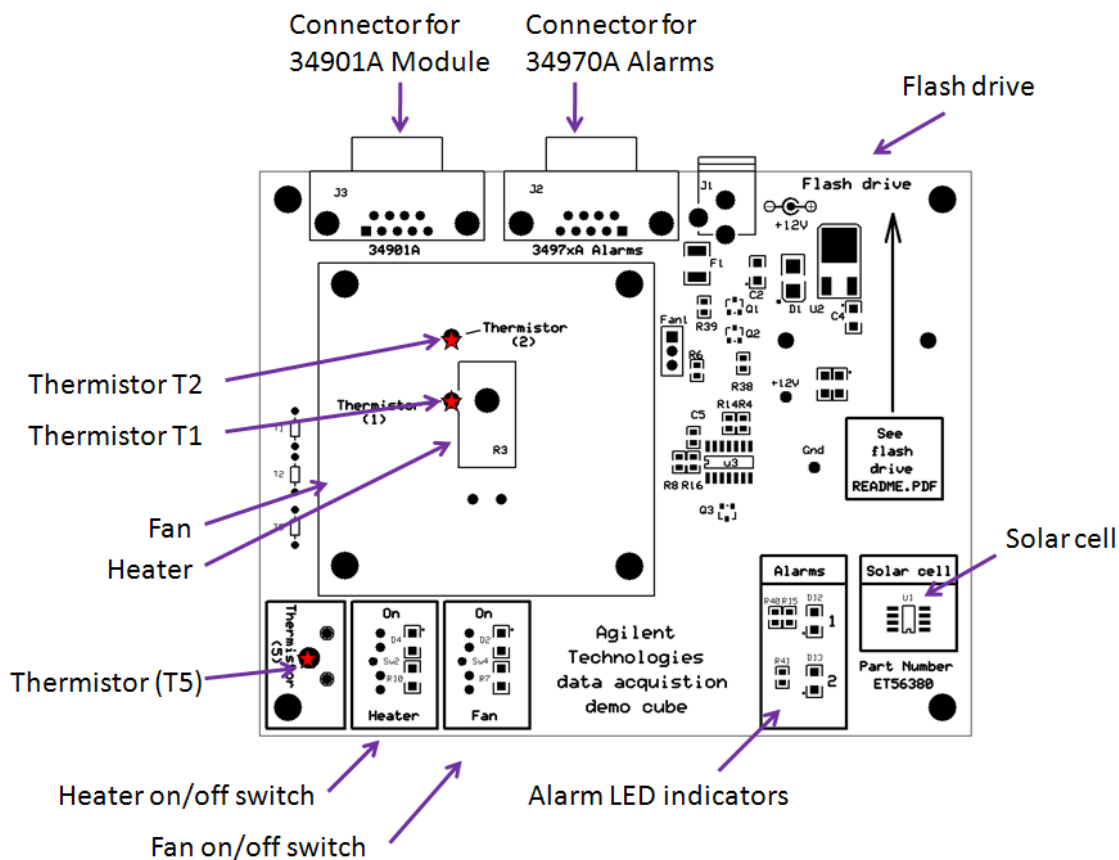 Connector for
34901A Module
Connector for
34970A Alarms
Flash drive
J3
34901A
J2
3497xA Alarms
J1
Flash drive
+12V
F1
C2
D1
U2
C4
Q1
R39
Q2
Fan1
R6
R38
+12V
Thermistor
(2)
Thermistor
(1)
R3
Thermistor T2
Thermistor T1
Fan
Heater
T1
T2
R14
R4
C5
u3
R8
R16
Q3
Gnd
See
flash
drive
README.PDF
Solar cell
Alarms
R40
R15
D12
1
R41
D13
2
Solar cell
U1
Part Number
ET56380
Thermistor
(5)
On
D4
Sw2
R10
Heater
On
D2
Sw4
R7
Fan
Agilent
Technologies
data acquistion
demo cube
Thermistor (T5)
Heater on/off switch
Fan on/off switch
Alarm LED indicators